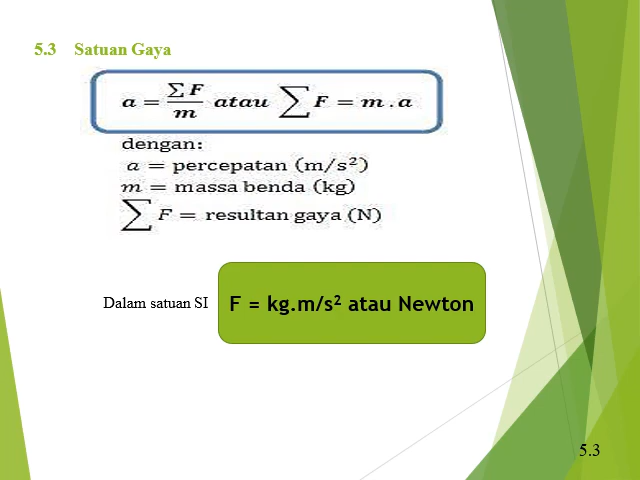 5.3 Satuan Gaya
a = ∑ F / m atau ∑ F = m . a
dengan:
a = percepatan (m/s²)
m = massa benda (kg)
∑ F = resultan gaya (N)
Dalam satuan SI
F = kg.m/s² atau Newton
5.3